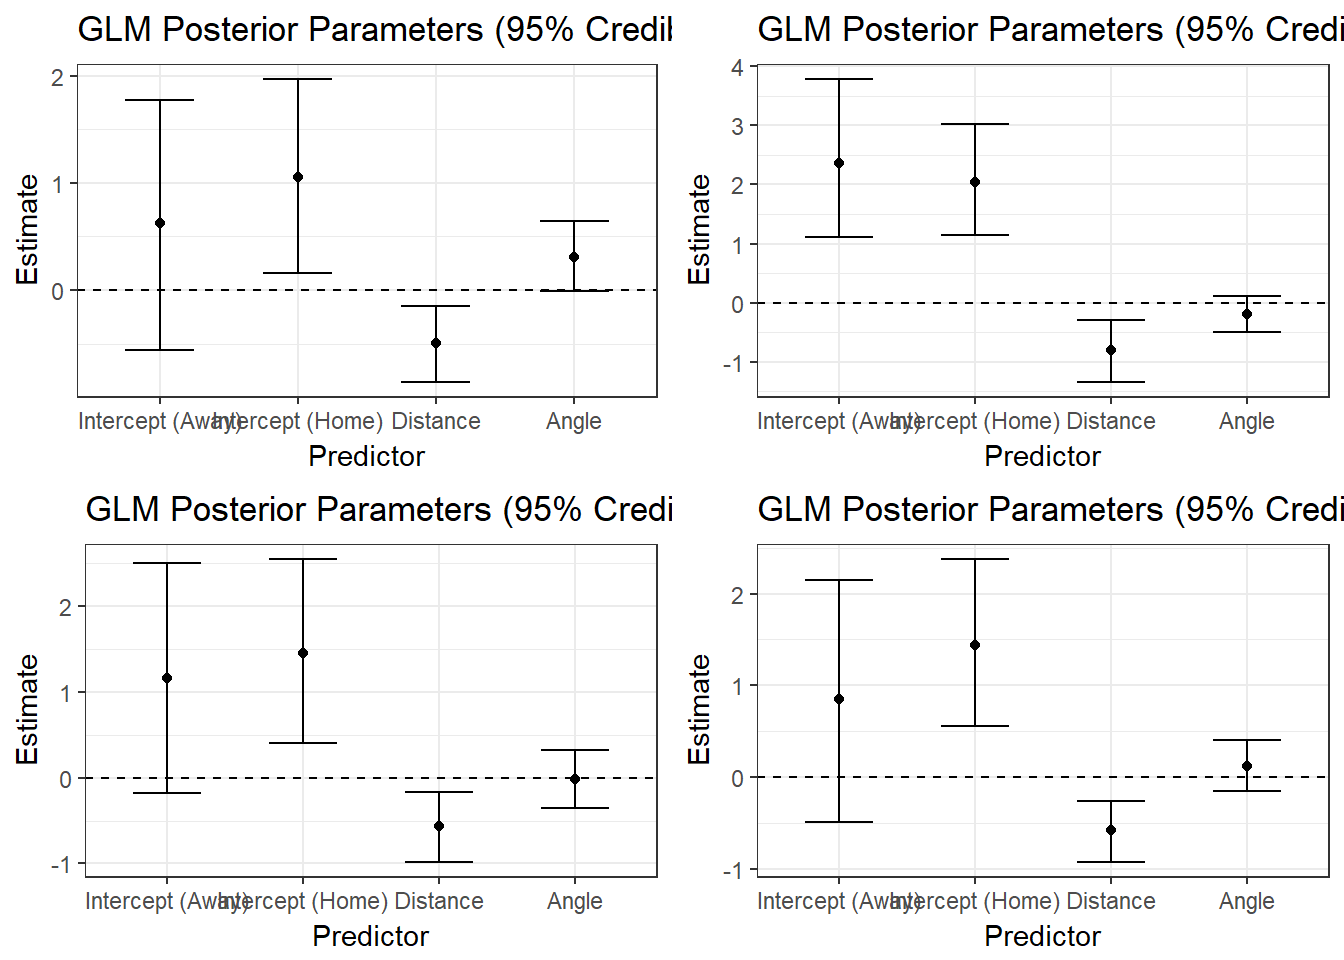 GLM Posterior Parameters (95% Credib
Estimate
2
1
0
Intercept (Away) Intercept (Home) Distance Angle
Predictor
GLM Posterior Parameters (95% Credi
Estimate
4
3
2
1
0
-1
Intercept (Away) Intercept (Home) Distance Angle
Predictor
GLM Posterior Parameters (95% Credi
Estimate
2
1
0
-1
Intercept (Away) Intercept (Home) Distance Angle
Predictor
GLM Posterior Parameters (95% Credi
Estimate
2
1
0
-1
Intercept (Away) Intercept (Home) Distance Angle
Predictor